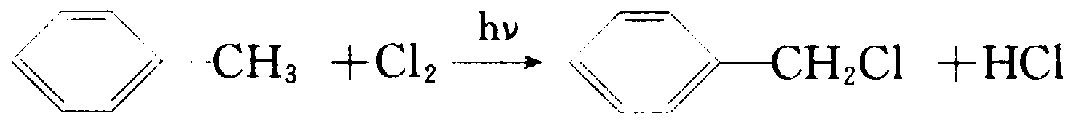 hν
-CH₃ +Cl₂ → —CH₂Cl +HCl